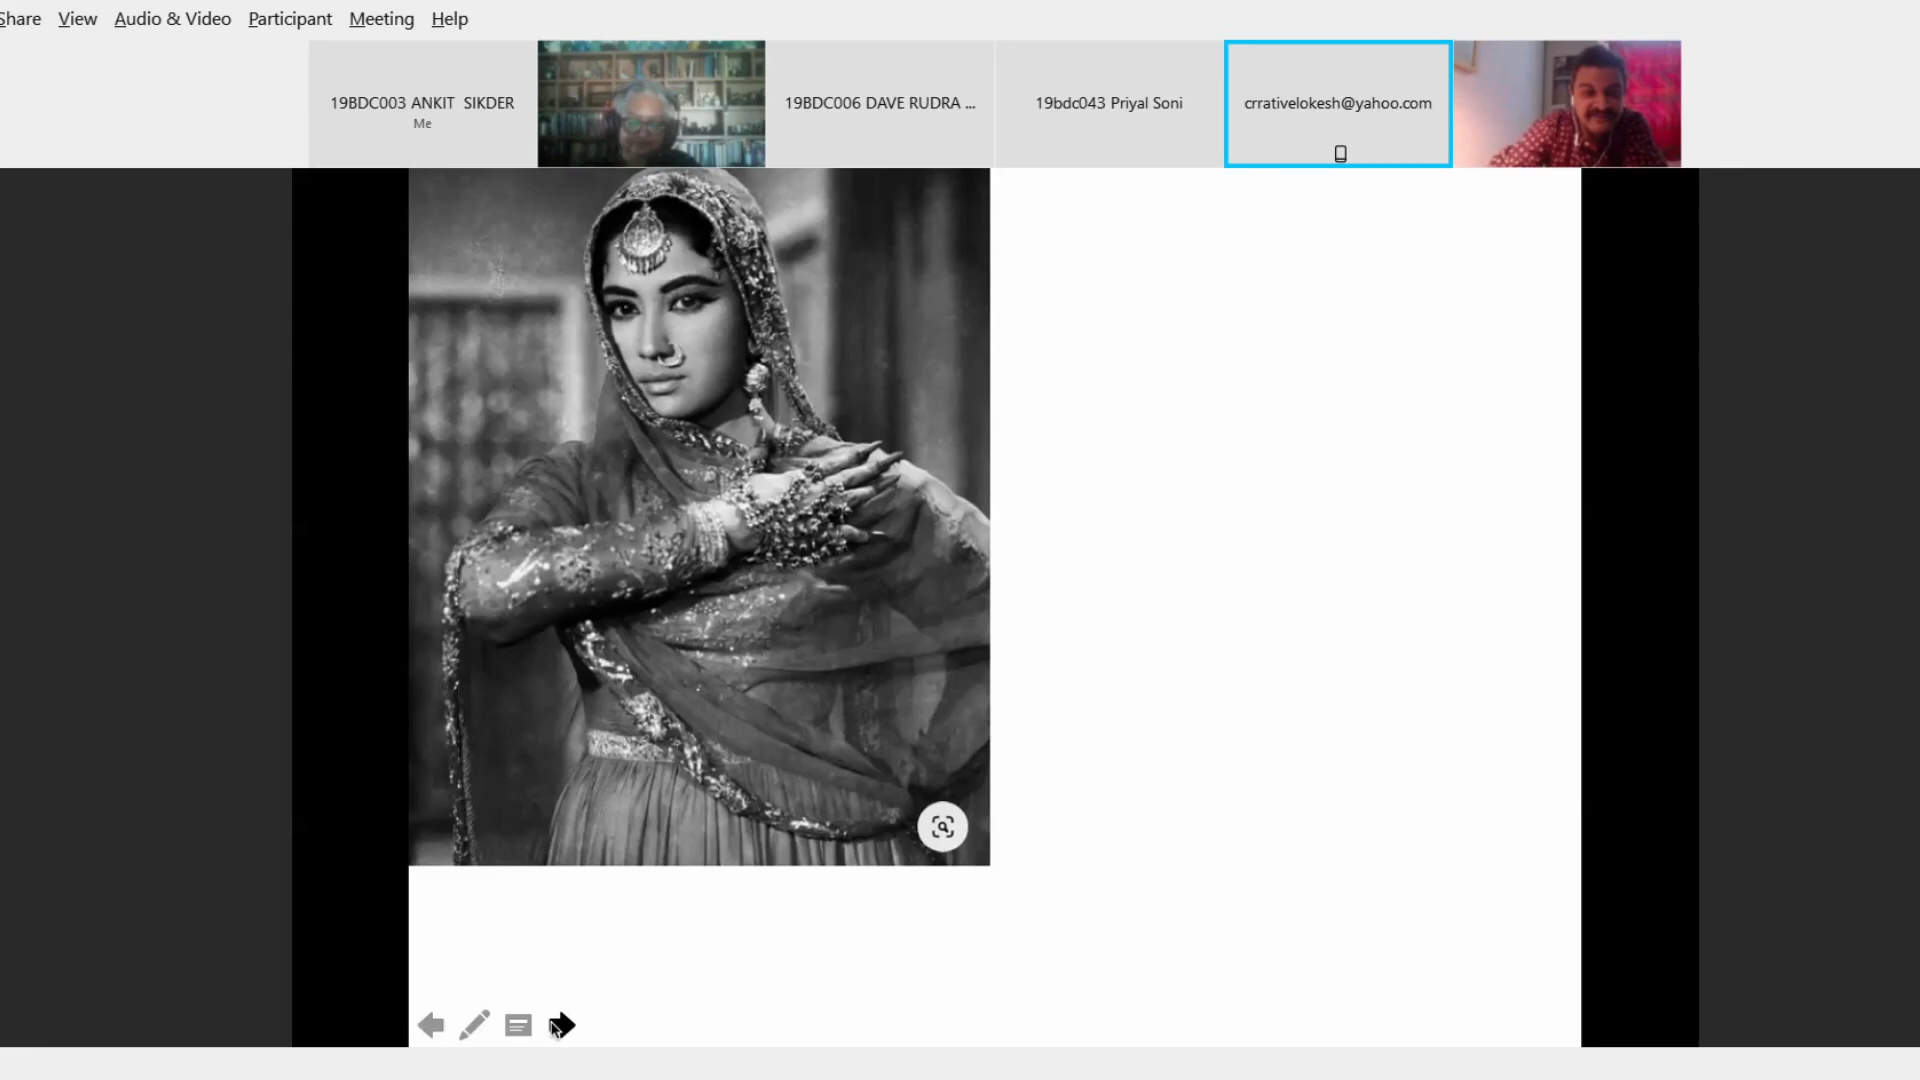 Share View Audio & Video Participant Meeting Help
19BDC003 ANKIT SIKDER
Me
19BDC006 DAVE RUDRA ...
19bdc043 Priyal Soni
crrativelokesh@yahoo.com